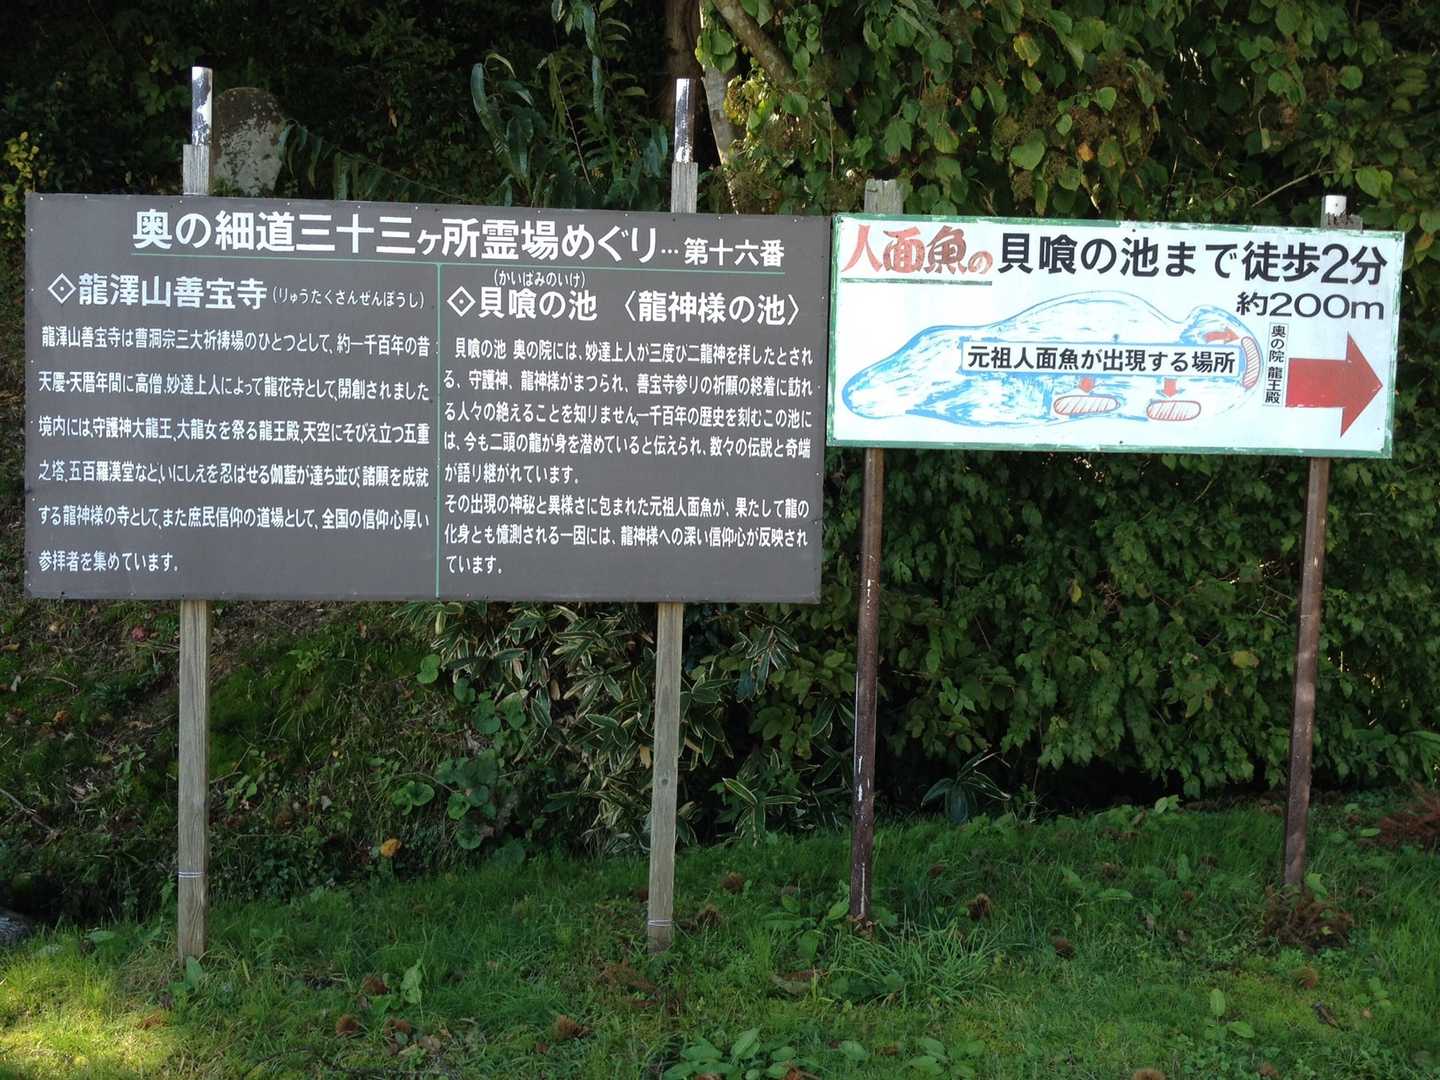 奥の細道三十三ヶ所霊場めぐり…第十六番
◇龍澤山善宝寺(りゅうたくさんぜんぽうじ)
龍澤山善宝寺は曹洞宗三大祈祷場のひとつとして、約一千百年の昔
天慶・天暦年間に高僧、妙達上人によって龍花寺として、開創されました。
境内には、守護神大龍王、大龍女を祭る龍王殿、天空にそびえ立つ五重
之塔、五百羅漢堂など、いにしえを忍ばせる伽藍が達ち並び、諸願を成就
する龍神様の寺として、また庶民信仰の道場として、全国の信仰心厚い
参拝者を集めています。
(かいばみのいけ)
◇貝喰の池 〈龍神様の池〉
貝喰の池 奥の院には、妙達上人が三度び二龍神を拝したとされ
る、守護神、龍神様がまつられ、善宝寺参りの祈願の終着に訪れ
る人々の絶えることを知りません。一千百年の歴史を刻むこの池に
は、今も二頭の龍が身を潜めていると伝えられ、数々の伝説と奇端
が語り継がれています。
その出現の神秘と異様さに包まれた元祖人面魚が、果たして龍の
化身とも憶測される一因には、龍神様への深い信仰心が反映され
ています。
人面魚の貝喰の池まで徒歩2分
約200m
元祖人面魚が出現する場所
奥の院 龍王殿